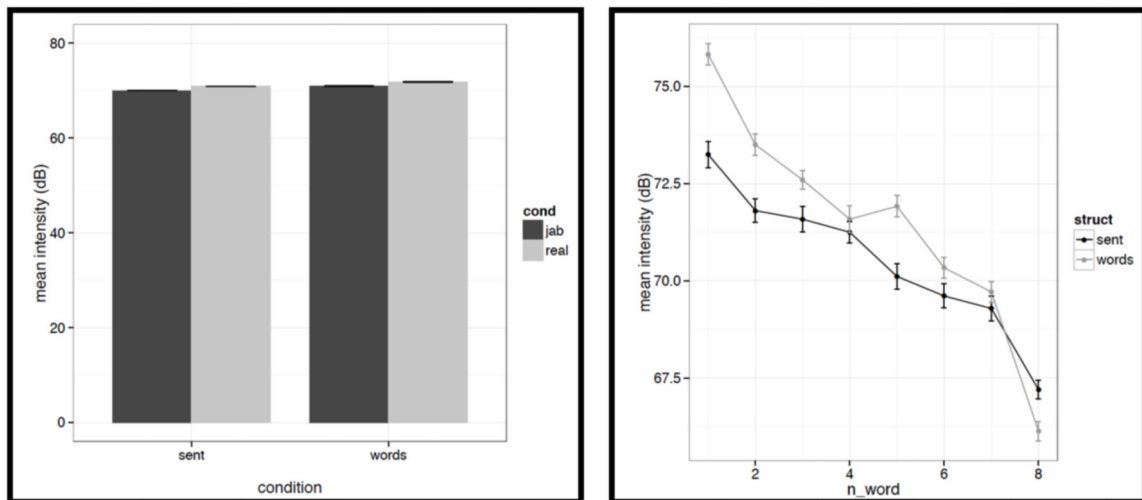 80
60
40
20
0
mean intensity (dB)
sent words
condition
cond
jab
real
75.0
72.5
70.0
67.5
mean intensity (dB)
2 4 6 8
n_word
struct
sent
words